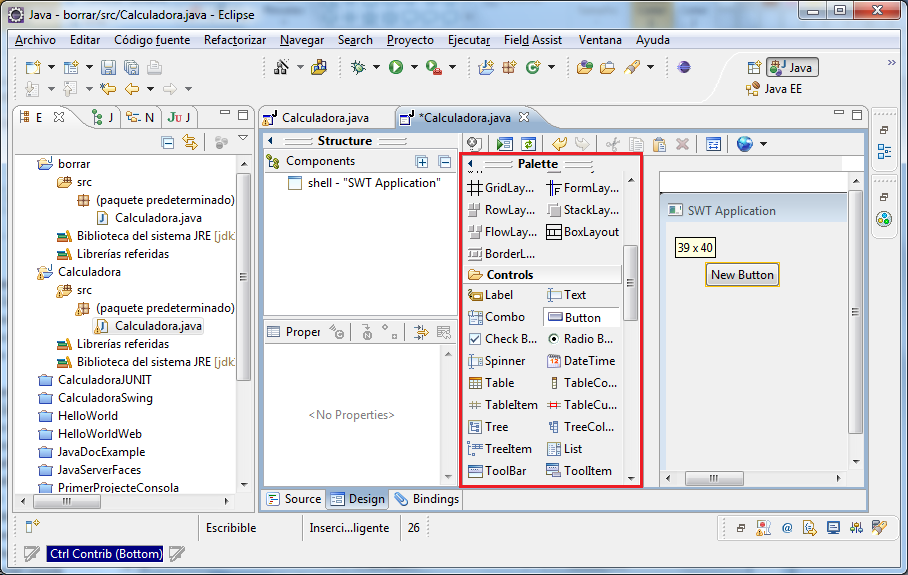 Java - borrar/src/Calculadora.java - Eclipse
Archivo Editar Código fuente Refactorizar Navegar Search Proyecto Ejecutar Field Assist Ventana Ayuda
Java
Java EE
E J N J
Calculadora.java *Calculadora.java
borrar
src
(paquete predeterminado)
Calculadora.java
Biblioteca del sistema JRE [jdk
Librerías referidas
Calculadora
src
(paquete predeterminado)
Calculadora.java
Librerías referidas
Biblioteca del sistema JRE [jdk
CalculadoraJUNIT
CalculadoraSwing
HelloWorld
HelloWorldWeb
JavaDocExample
JavaServerFaces
PrimerProjecteConsola
Structure
Components
shell - "SWT Application"
Proper
<No Properties>
Palette
GridLay... FormLay...
RowLay... StackLay...
FlowLay... BoxLayout
BorderL...
Controls
Label Text
Combo Button
Check B... Radio B...
Spinner DateTime
Table TableCo...
TableItem TableCu...
Tree TreeCol...
TreeItem List
ToolBar ToolItem
SWT Application
39 x 40
New Button
Source Design Bindings
Escribible Inserci...ligente 26
Ctrl Contrib (Bottom)